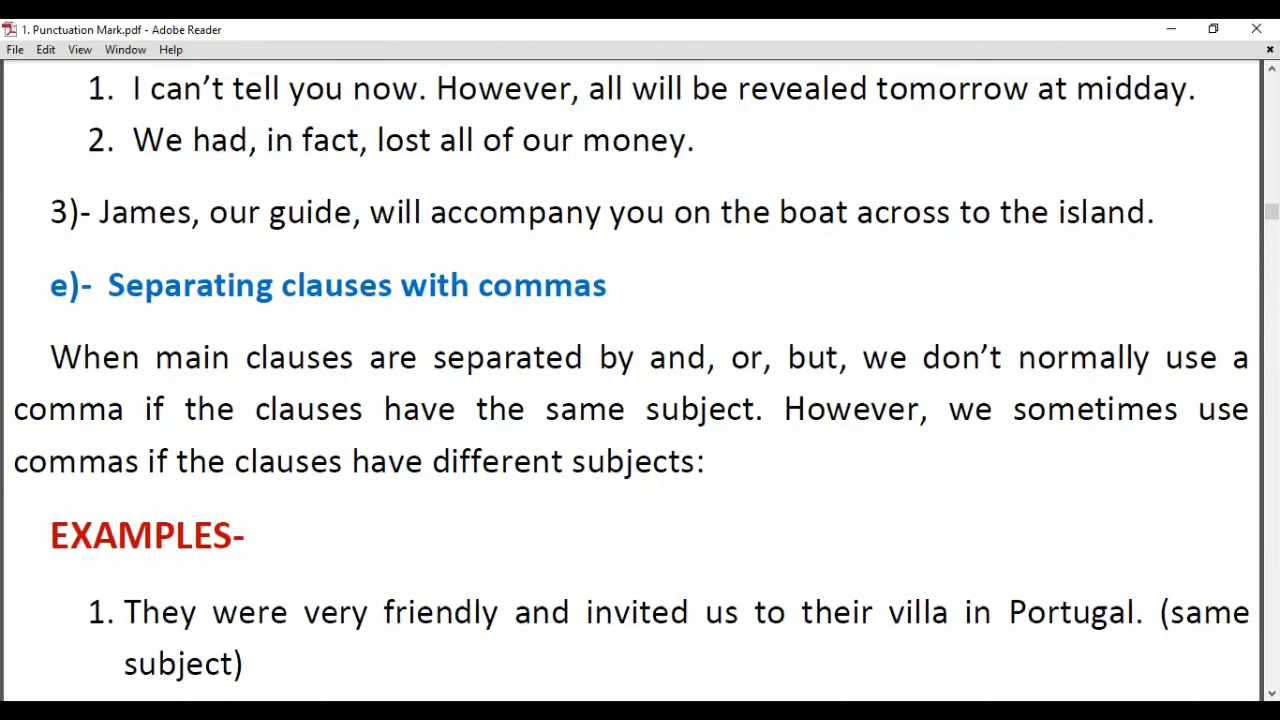 1. Punctuation Mark.pdf - Adobe Reader
File Edit View Window Help
1. I can’t tell you now. However, all will be revealed tomorrow at midday.
2. We had, in fact, lost all of our money.
3)- James, our guide, will accompany you on the boat across to the island.
e)- Separating clauses with commas
When main clauses are separated by and, or, but, we don’t normally use a
comma if the clauses have the same subject. However, we sometimes use
commas if the clauses have different subjects:
EXAMPLES-
1. They were very friendly and invited us to their villa in Portugal. (same
subject)